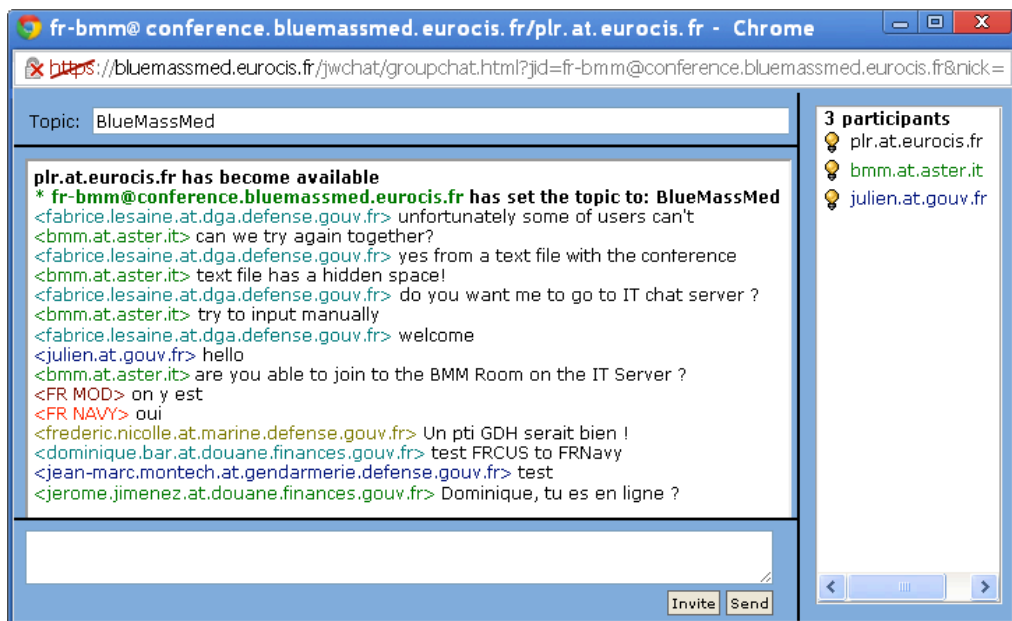 fr-bmm@ conference.bluemassmed.eurocis.fr/plr.at.eurocis.fr - Chrome
https://bluemassmed.eurocis.fr/jwchat/groupchat.html?jid=fr-bmm@conference.bluemassmed.eurocis.fr&nick=
Topic: BlueMassMed
plr.at.eurocis.fr has become available
* fr-bmm@conference.bluemassmed.eurocis.fr has set the topic to: BlueMassMed
<fabrice.lesaine.at.dga.defense.gouv.fr> unfortunately some of users can't
<bmm.at.aster.it> can we try again together?
<fabrice.lesaine.at.dga.defense.gouv.fr> yes from a text file with the conference
<bmm.at.aster.it> text file has a hidden space!
<fabrice.lesaine.at.dga.defense.gouv.fr> do you want me to go to IT chat server ?
<bmm.at.aster.it> try to input manually
<fabrice.lesaine.at.dga.defense.gouv.fr> welcome
<julien.at.gouv.fr> hello
<bmm.at.aster.it> are you able to join to the BMM Room on the IT Server ?
<FR MOD> on y est
<FR NAVY> oui
<frederic.nicolle.at.marine.defense.gouv.fr> Un pti GDH serait bien !
<dominique.bar.at.douane.finances.gouv.fr> test FRCUS to FRNavy
<jean-marc.montech.at.gendarmerie.defense.gouv.fr> test
<jerome.jimenez.at.douane.finances.gouv.fr> Dominique, tu es en ligne ?
Invite Send
3 participants
plr.at.eurocis.fr
bmm.at.aster.it
julien.at.gouv.fr